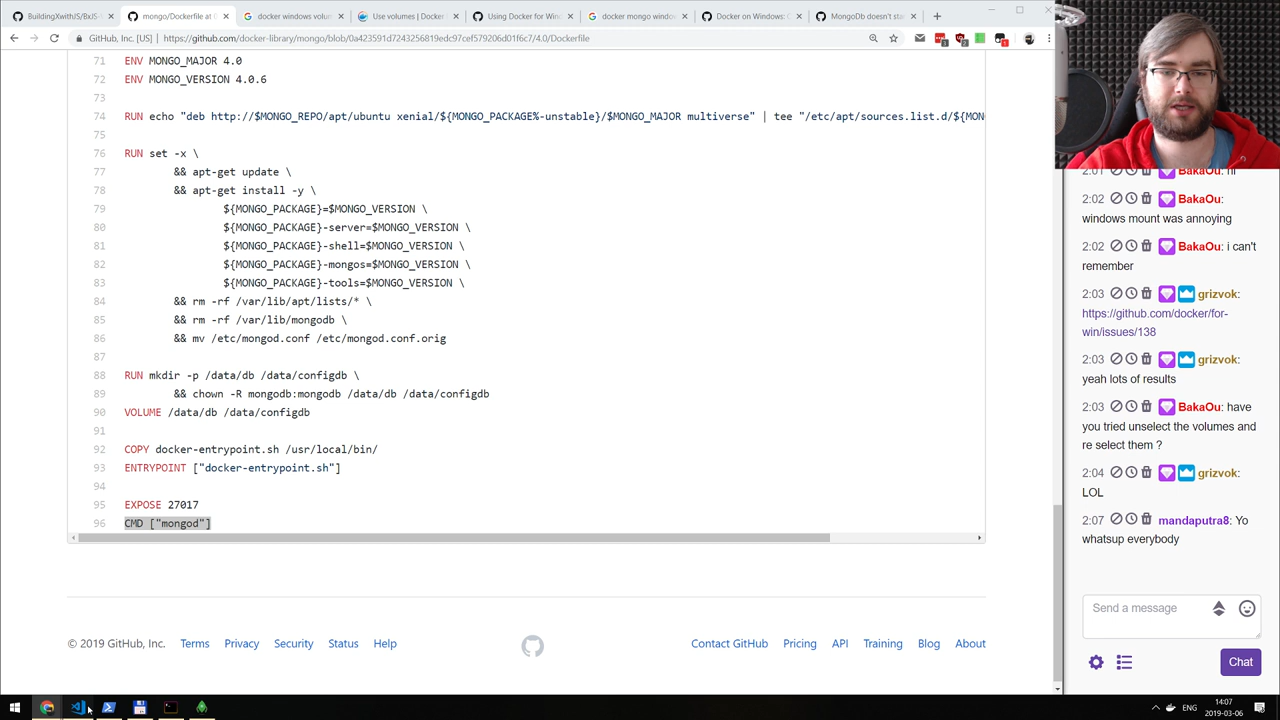 BuildingXwithJS/BxJS-
mongo/Dockerfile at 0
docker windows volum
Use volumes | Docker
Using Docker for Wind
docker mongo window
Docker on Windows: C
MongoDb doesn't sta
GitHub, Inc. [US] | https://github.com/docker-library/mongo/blob/0a423591d7243256819edc97cef579206d01f6c7/4.0/Dockerfile
71 ENV MONGO_MAJOR 4.0
72 ENV MONGO_VERSION 4.0.6
73
74 RUN echo "deb http://$MONGO_REPO/apt/ubuntu xenial/${MONGO_PACKAGE%-unstable}/$MONGO_MAJOR multiverse" | tee "/etc/apt/sources.list.d/${MON
75
76 RUN set -x \
77 && apt-get update \
78 && apt-get install -y \
79 ${MONGO_PACKAGE}=$MONGO_VERSION \
80 ${MONGO_PACKAGE}-server=$MONGO_VERSION \
81 ${MONGO_PACKAGE}-shell=$MONGO_VERSION \
82 ${MONGO_PACKAGE}-mongos=$MONGO_VERSION \
83 ${MONGO_PACKAGE}-tools=$MONGO_VERSION \
84 && rm -rf /var/lib/apt/lists/* \
85 && rm -rf /var/lib/mongodb \
86 && mv /etc/mongod.conf /etc/mongod.conf.orig
87
88 RUN mkdir -p /data/db /data/configdb \
89 && chown -R mongodb:mongodb /data/db /data/configdb
90 VOLUME /data/db /data/configdb
91
92 COPY docker-entrypoint.sh /usr/local/bin/
93 ENTRYPOINT ["docker-entrypoint.sh"]
94
95 EXPOSE 27017
96 CMD ["mongod"]
© 2019 GitHub, Inc. Terms Privacy Security Status Help
Contact GitHub Pricing API Training Blog About
2:01 BakaOu: hi
2:02 BakaOu:
windows mount was annoying
2:02 BakaOu: i can't
remember
2:03 grizvok:
https://github.com/docker/for-
win/issues/138
2:03 grizvok:
yeah lots of results
2:03 BakaOu: have
you tried unselect the volumes and
re select them ?
2:04 grizvok:
LOL
2:07 mandaputra8: Yo
whatsup everybody
Send a message
Chat
ENG
14:07
2019-03-06